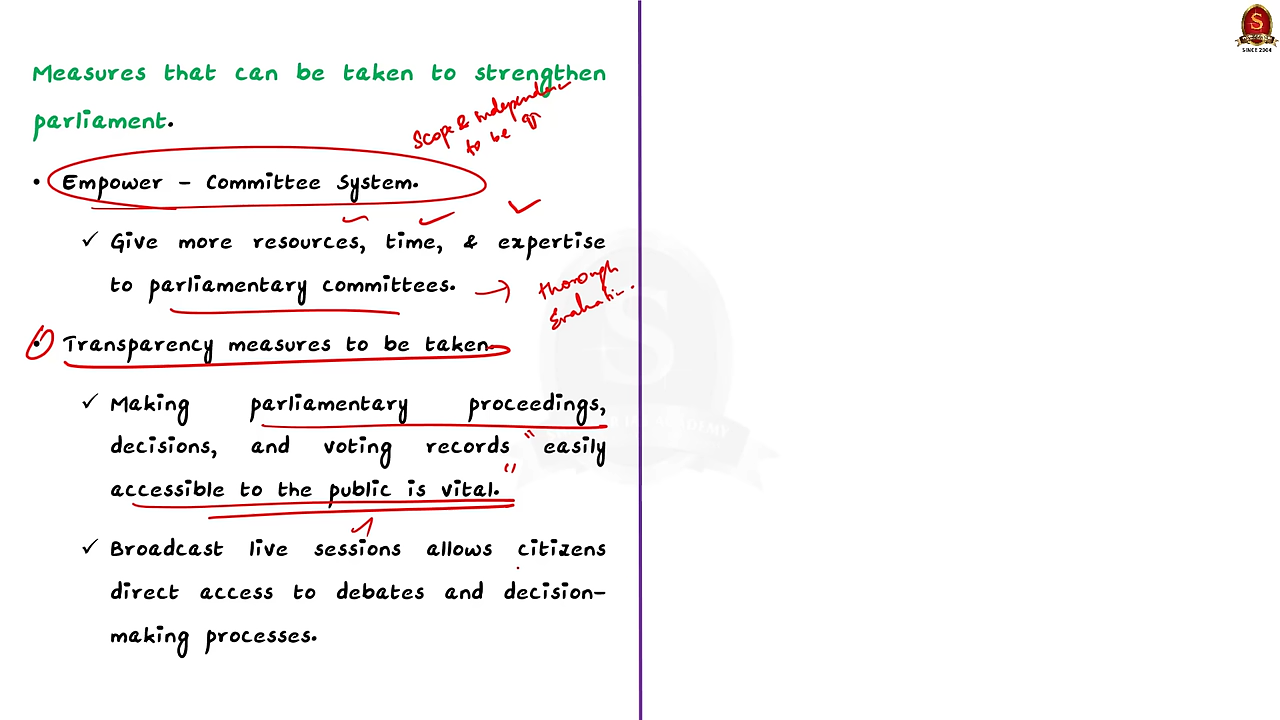 Measures that can be taken to strengthen
parliament.
Scope & independence
to be
• Empower – Committee System.
✓ Give more resources, time, & expertise
to parliamentary committees. →
thorough
Evaluation.
• Transparency measures to be taken.
✓ Making parliamentary proceedings,
decisions, and voting records "easily
accessible to the public is vital."
✓ Broadcast live sessions allows citizens
direct access to debates and decision-
making processes.
S
SINCE 2004
S
ACADEMY